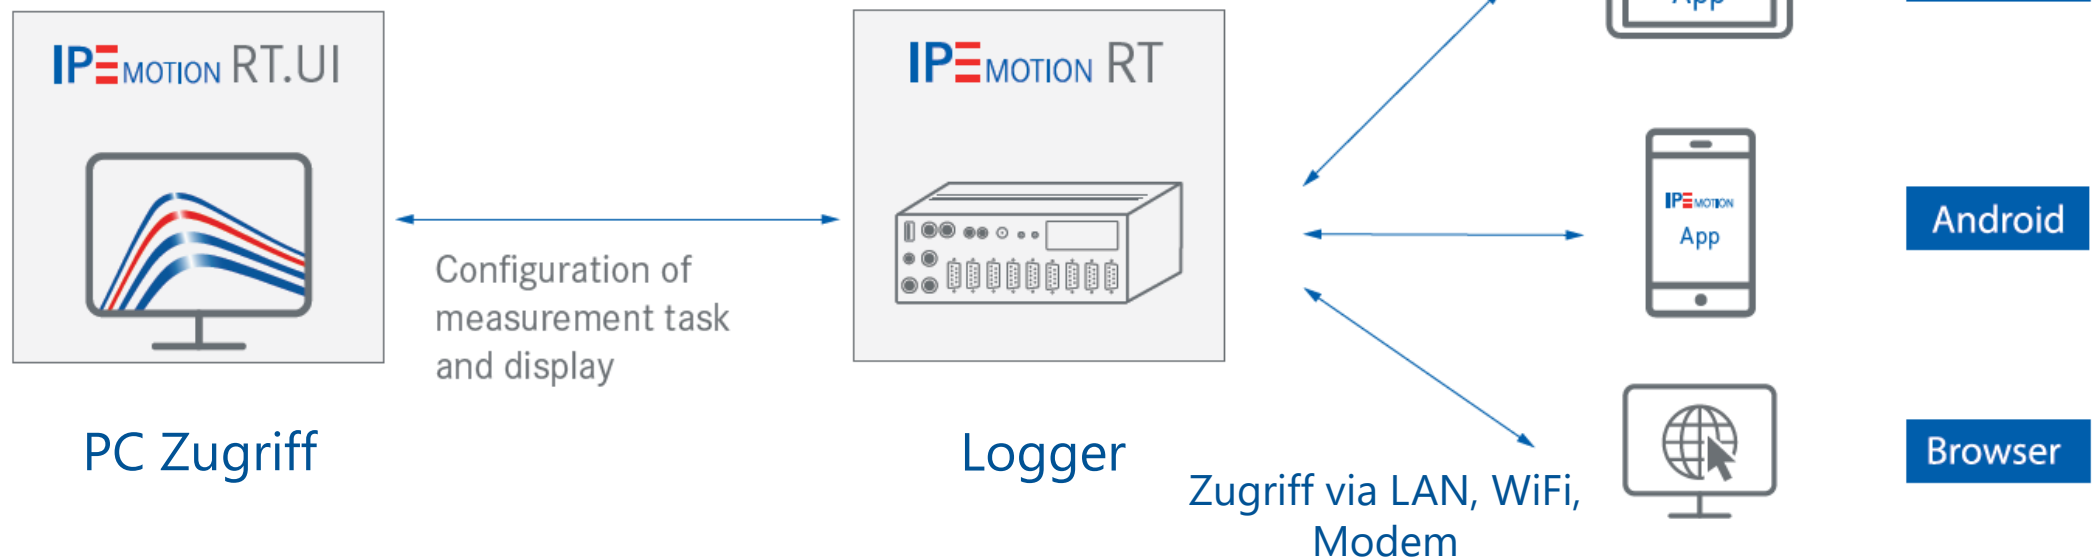 IPEMOTION RT.UI
Configuration of
measurement task
and display
PC Zugriff
IPEMOTION RT
Logger
Zugriff via LAN, WiFi,
Modem
App
IPEMOTION
App
Android
Browser